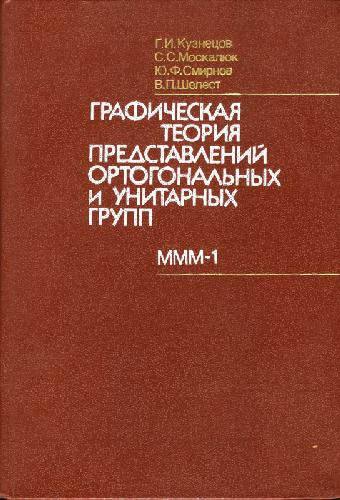 Г.И.Кузнецов
С.С.Москалюк
Ю.Ф.Смирнов
В.П.Шелест
ГРАФИЧЕСКАЯ
ТЕОРИЯ
ПРЕДСТАВЛЕНИЙ
ОРТОГОНАЛЬНЫХ
И УНИТАРНЫХ
ГРУПП
МММ-1